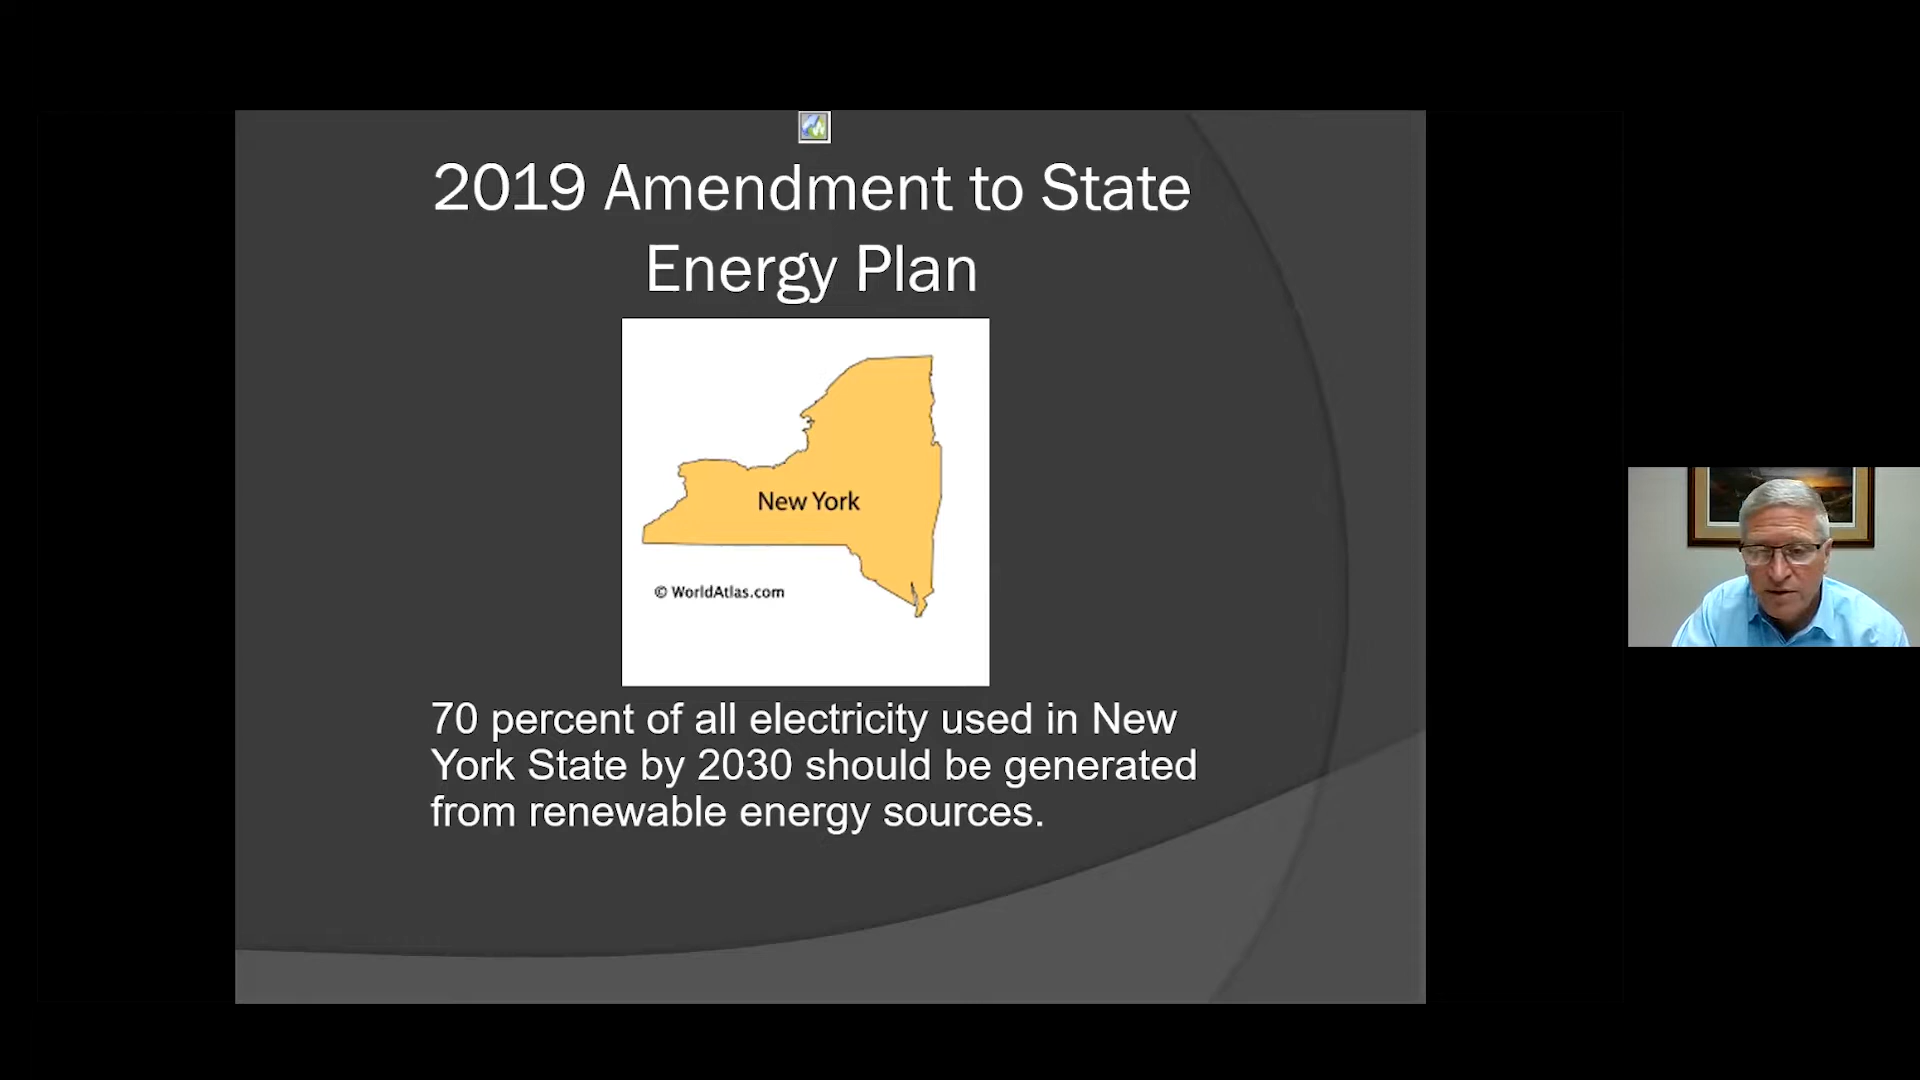 2019 Amendment to State
Energy Plan
New York
© WorldAtlas.com
70 percent of all electricity used in New
York State by 2030 should be generated
from renewable energy sources.